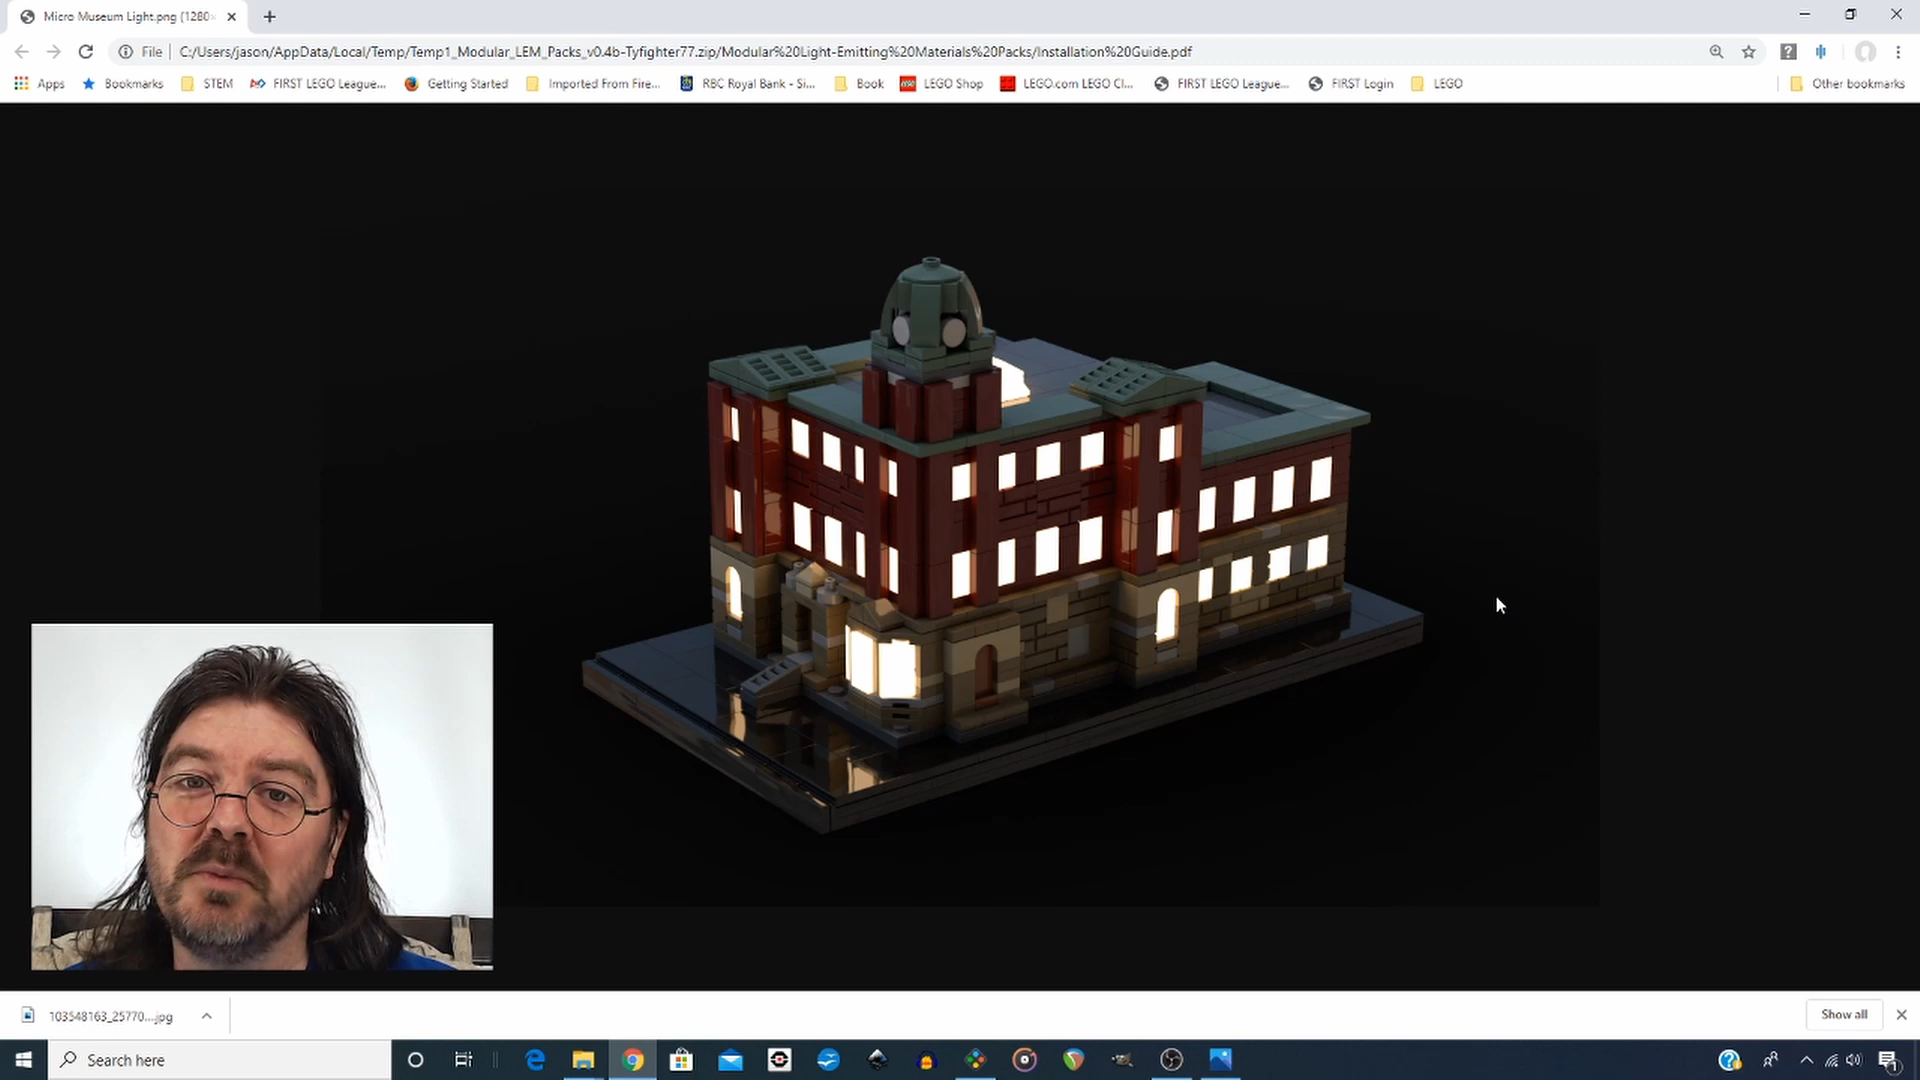 Micro Museum Light.png (1280×
File
C:/Users/jason/AppData/Local/Temp/Temp1_Modular_LEM_Packs_v0.4b-Tyfighter77.zip/Modular%20Light-Emitting%20Materials%20Packs/Installation%20Guide.pdf
Apps
Bookmarks
STEM
FIRST LEGO League...
Getting Started
Imported From Fire...
RBC Royal Bank - Si...
Book
LEGO Shop
LEGO.com LEGO Cl...
FIRST LEGO League...
FIRST Login
LEGO
Other bookmarks
103548163_25770....jpg
Show all
Search here